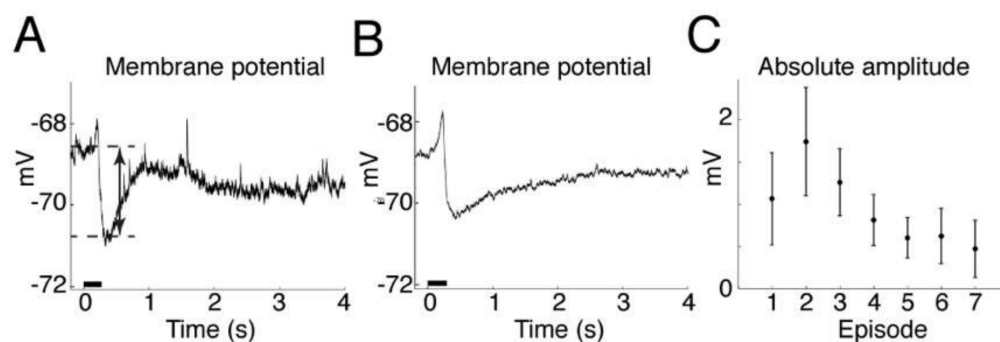 A
Membrane potential
mV
-68
-70
-72
0 1 2 3 4
Time (s)
B
Membrane potential
mV
-68
-70
-72
0 1 2 3 4
Time (s)
C
Absolute amplitude
mV
2
0
1 2 3 4 5 6 7
Episode